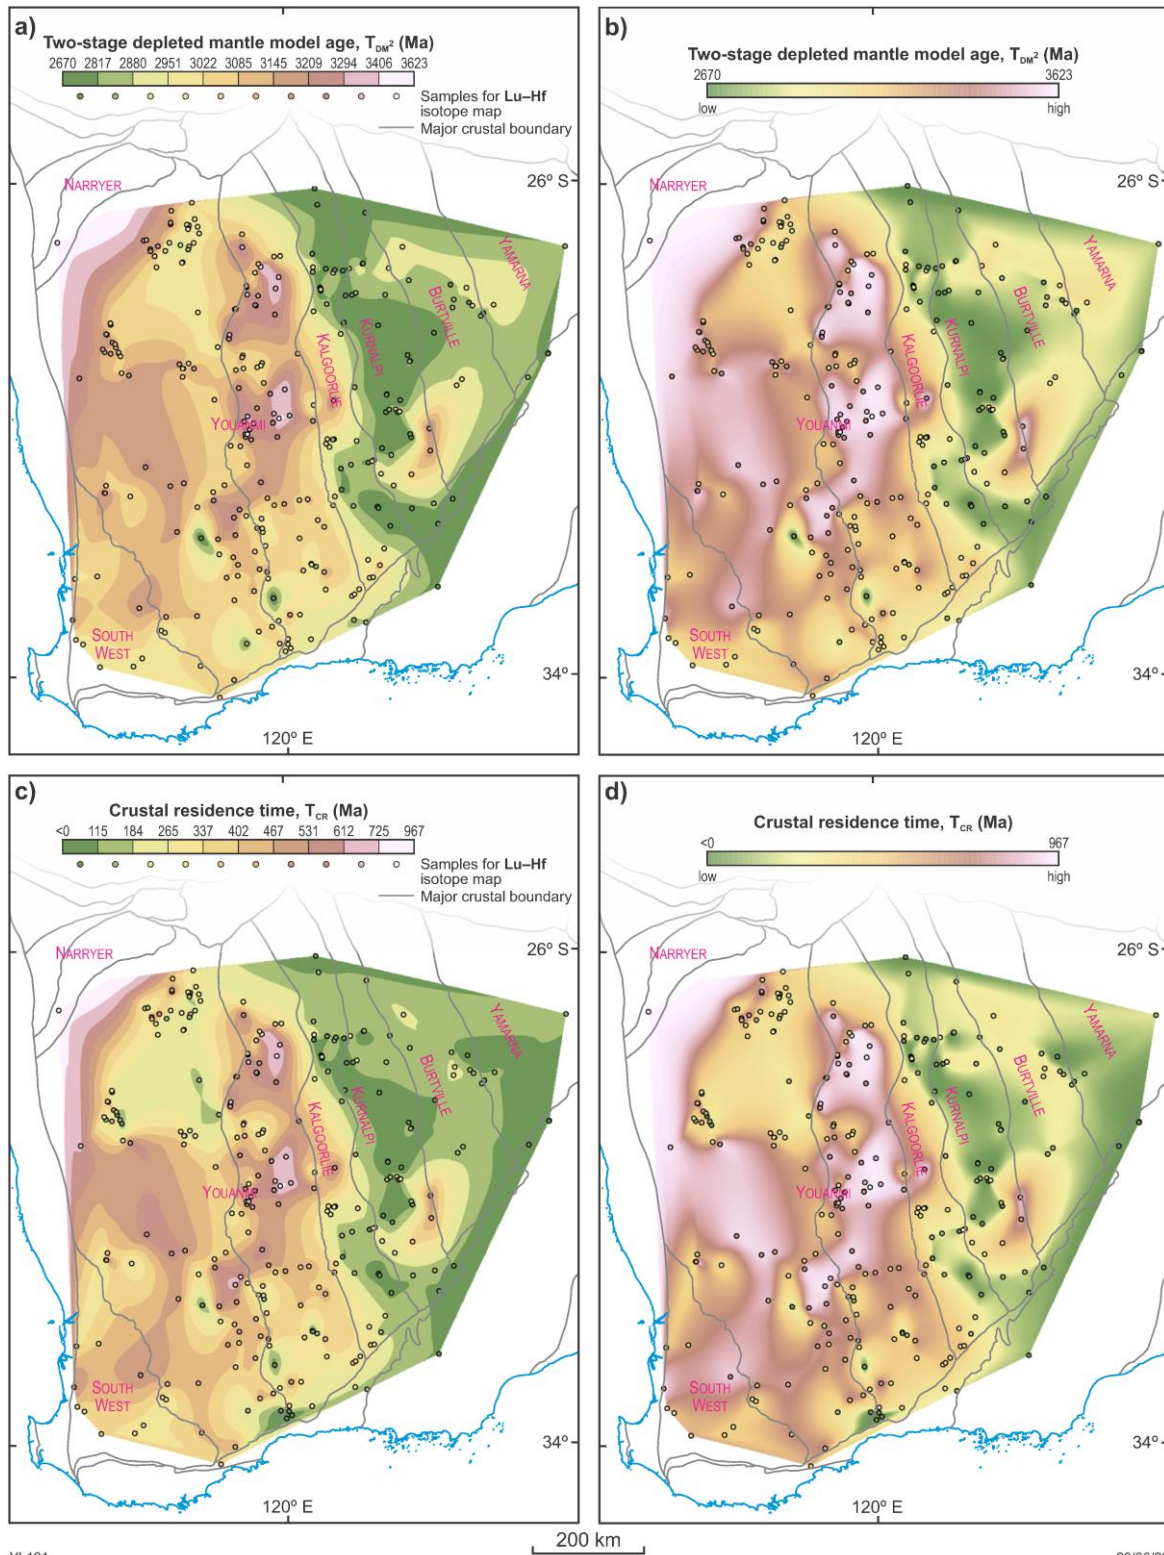 a)
Two-stage depleted mantle model age, TDM² (Ma)
2670 2817 2880 2951 3022 3085 3145 3209 3294 3406 3623
Samples for Lu–Hf
isotope map
Major crustal boundary
NARRYER
26° S
YAMARNA
BURTVILLE
KURNALPI
KALGOORLIE
YOUANMI
SOUTH
WEST
34°
120° E
b)
Two-stage depleted mantle model age, TDM² (Ma)
2670 3623
low high
NARRYER
YAMARNA
BURTVILLE
KURNALPI
KALGOORLIE
YOUANMI
SOUTH
WEST
120° E
c)
Crustal residence time, TCR (Ma)
<0 115 184 265 337 402 467 531 612 725 967
Samples for Lu–Hf
isotope map
Major crustal boundary
NARRYER
26° S
YAMARNA
BURTVILLE
KURNALPI
KALGOORLIE
YOUANMI
SOUTH
WEST
34°
120° E
d)
Crustal residence time, TCR (Ma)
<0 967
low high
NARRYER
YAMARNA
BURTVILLE
KURNALPI
KALGOORLIE
YOUANMI
SOUTH
WEST
120° E
200 km